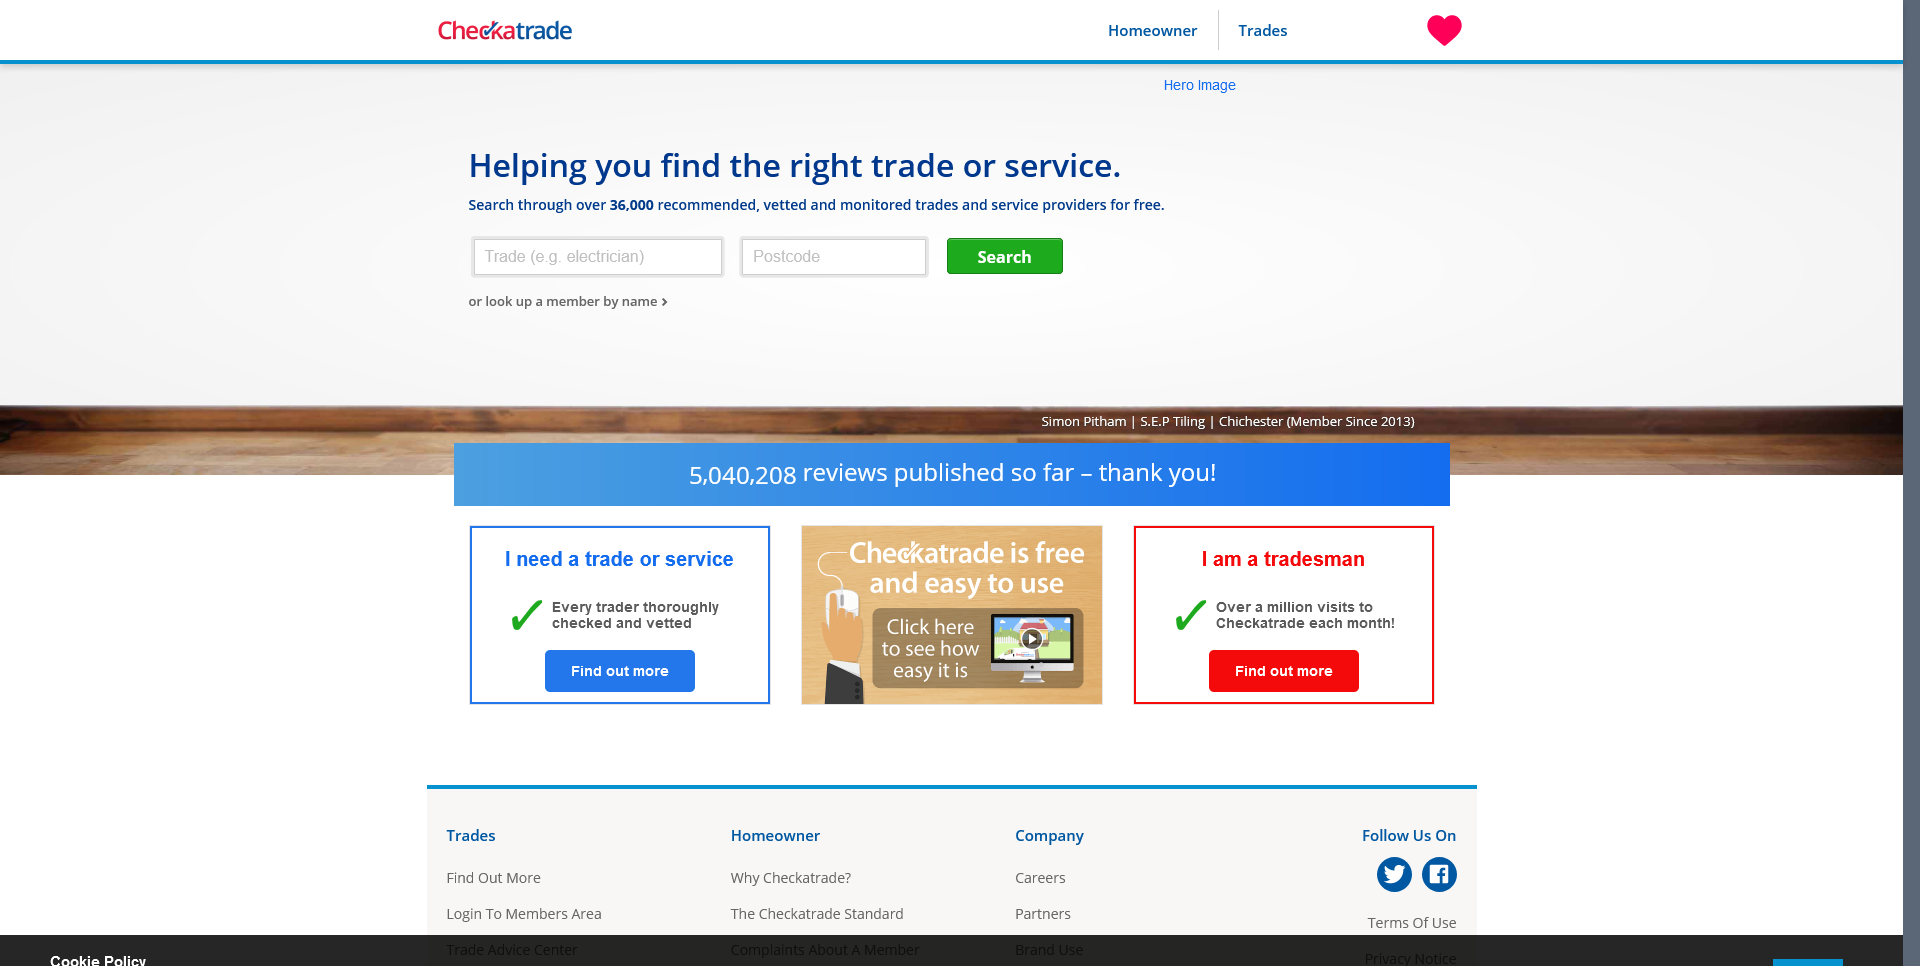 Checkatrade
Homeowner
Trades
Hero Image
Helping you find the right trade or service.
Search through over 36,000 recommended, vetted and monitored trades and service providers for free.
Trade (e.g. electrician)
Postcode
Search
or look up a member by name ›
Simon Pitham | S.E.P Tiling | Chichester (Member Since 2013)
5,040,208 reviews published so far – thank you!
I need a trade or service
Every trader thoroughly
checked and vetted
Find out more
Checkatrade is free
and easy to use
Click here
to see how
easy it is
I am a tradesman
Over a million visits to
Checkatrade each month!
Find out more
Trades
Find Out More
Login To Members Area
Trade Advice Center
Homeowner
Why Checkatrade?
The Checkatrade Standard
Complaints About A Member
Company
Careers
Partners
Brand Use
Follow Us On
Terms Of Use
Privacy Notice
Cookie Policy